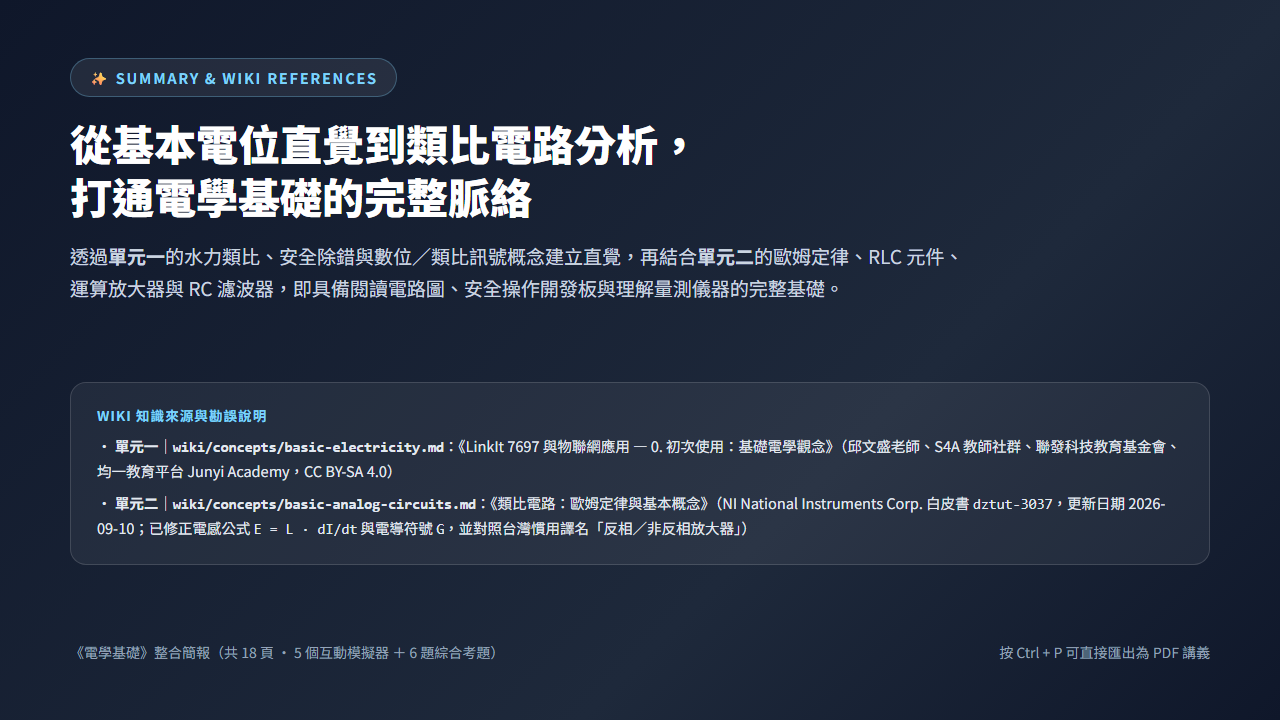 ✨ SUMMARY & WIKI REFERENCES
從基本電位直覺到類比電路分析，
打通電學基礎的完整脈絡
透過單元一的水力類比、安全除錯與數位／類比訊號概念建立直覺，再結合單元二的歐姆定律、RLC 元件、
運算放大器與 RC 濾波器，即具備閱讀電路圖、安全操作開發板與理解量測儀器的完整基礎。
WIKI 知識來源與勘誤說明
• 單元一｜wiki/concepts/basic-electricity.md：《LinkIt 7697 與物聯網應用 — 0. 初次使用：基礎電學觀念》（邱文盛老師、S4A 教師社群、聯發科技教育基金會、
均一教育平台 Junyi Academy，CC BY-SA 4.0）
• 單元二｜wiki/concepts/basic-analog-circuits.md：《類比電路：歐姆定律與基本概念》（NI National Instruments Corp. 白皮書 dztut-3037，更新日期 2026-
09-10；已修正電感公式 E = L · dI/dt 與電導符號 G，並對照台灣慣用譯名「反相／非反相放大器」）
《電學基礎》整合簡報（共 18 頁 • 5 個互動模擬器 ＋ 6 題綜合考題）
按 Ctrl + P 可直接匯出為 PDF 講義